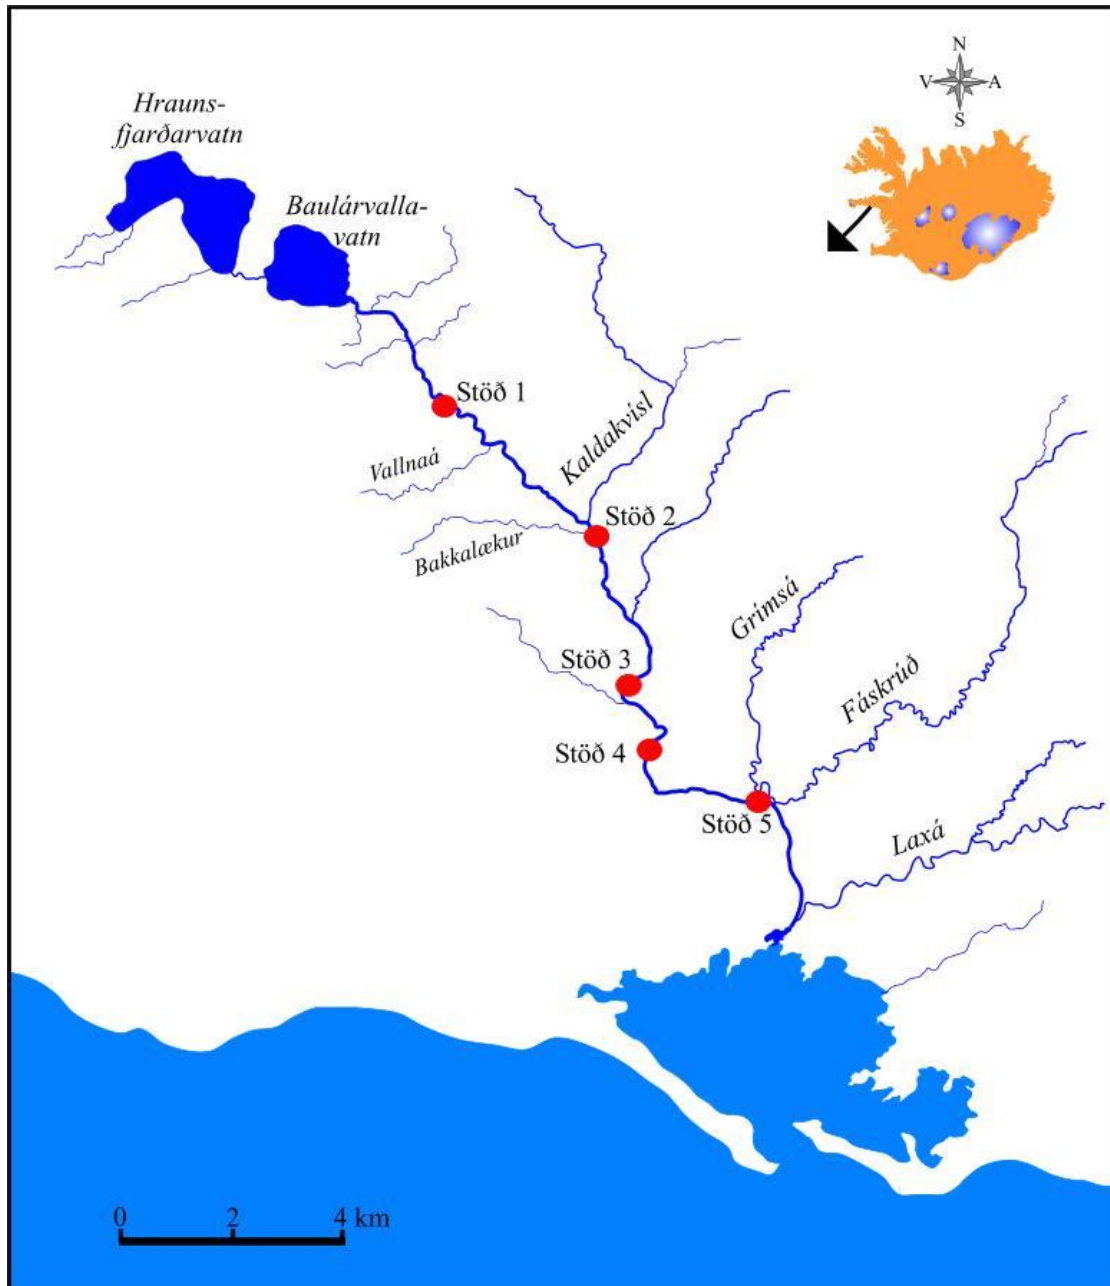 N
V A
S
Hrauns-
fjarðarvatn
Baulárvalla-
vatn
Stöð 1
Kaldakvísl
Vallnaá
Stöð 2
Bakkalækur
Grímsá
Stöð 3
Fáskrúð
Stöð 4
Stöð 5
Laxá
0 2 4 km